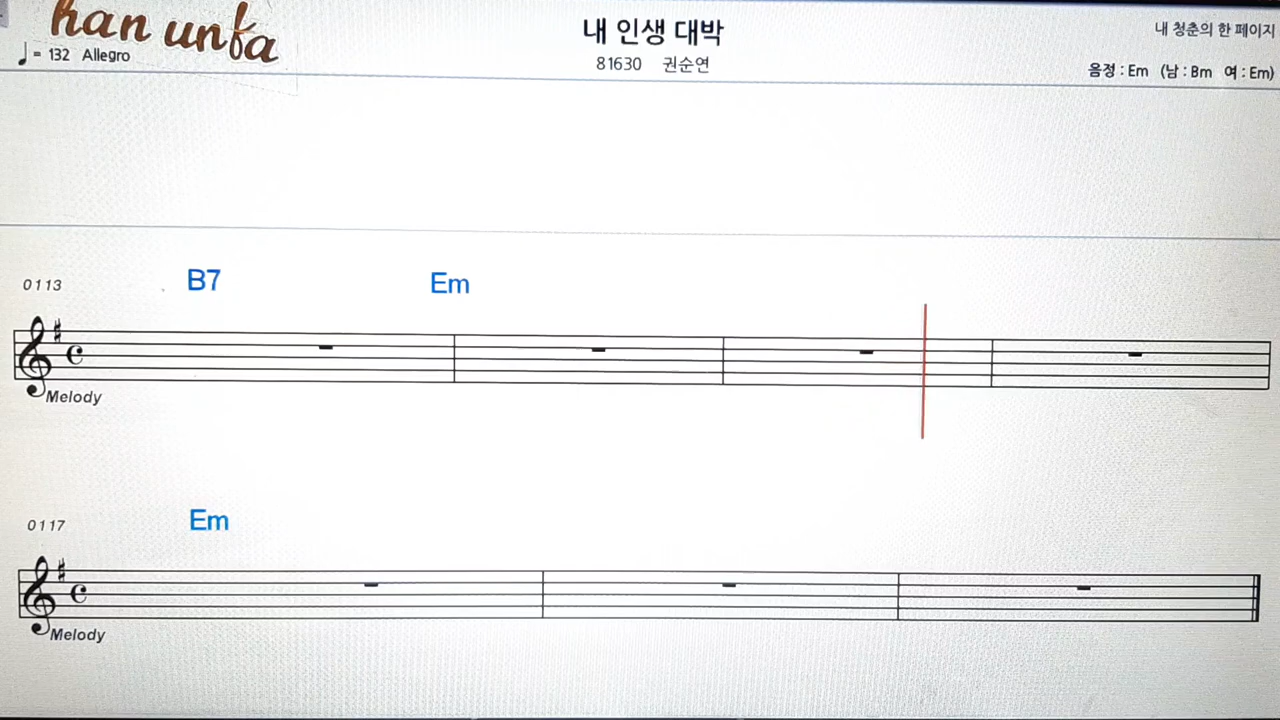 han unfa
♩= 132 Allegro
내 인생 대박
81630 권순연
내 청춘의 한 페이지
음정 : Em (남 : Bm 여 : Em)
0113 B7 Em
Melody
0117 Em
Melody